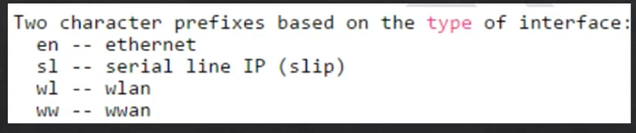 Two character prefixes based on the type of interface:
en -- ethernet
sl -- serial line IP (slip)
wl -- wlan
ww -- wwan